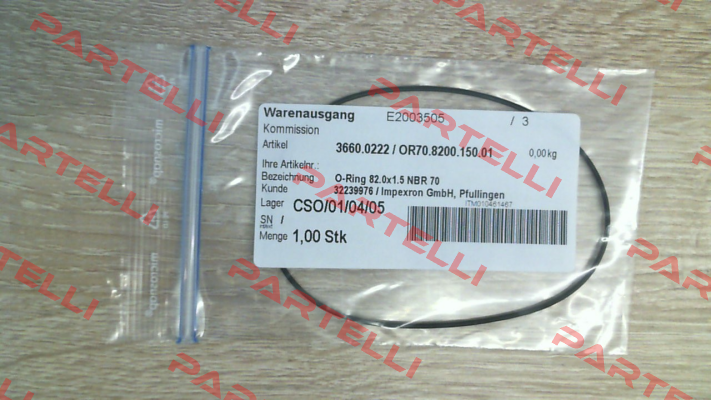 Warenausgang E2003505 / 3
Kommission
Artikel 3660.0222 / OR70.8200.150.01 0,00 kg
Ihre Artikelnr.:
Bezeichnung O-Ring 82.0x1.5 NBR 70
Kunde 32239976 / Impexron GmbH, Pfullingen
Lager CSO/01/04/05
ITM010461467
SN /
Menge 1,00 Stk
PARTELLI
PARTELLI
PARTELLI
PARTELLI
PARTELLI
PARTELLI
PARTELLI
PARTELLI